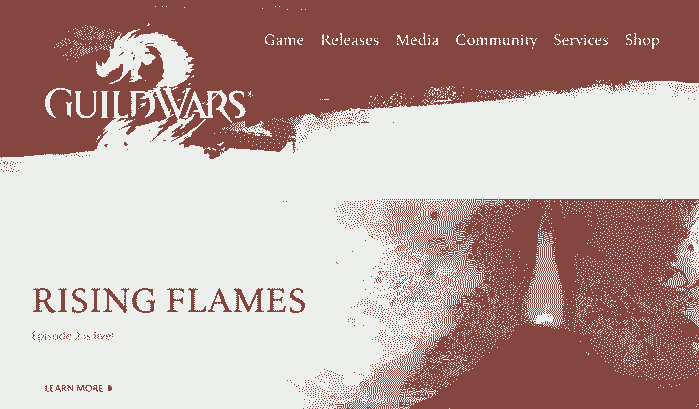 Game Releases Media Community Services Shop
GUILDWARS®
RISING FLAMES
Episode 2 is live!
LEARN MORE